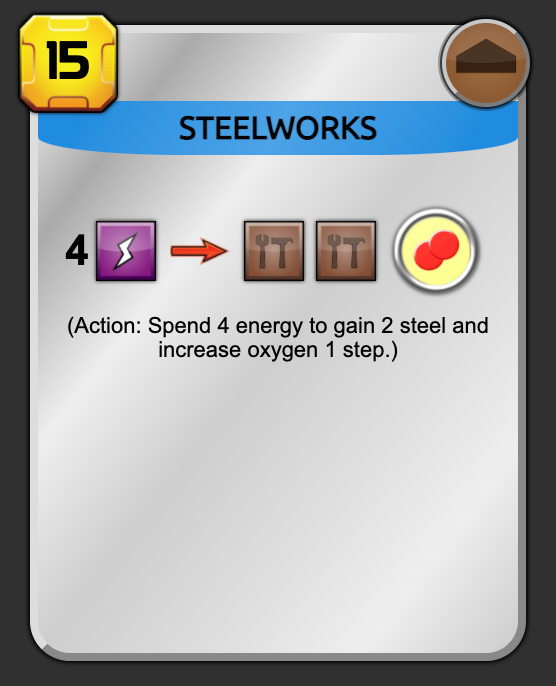 15
STEELWORKS
4
(Action: Spend 4 energy to gain 2 steel and
increase oxygen 1 step.)